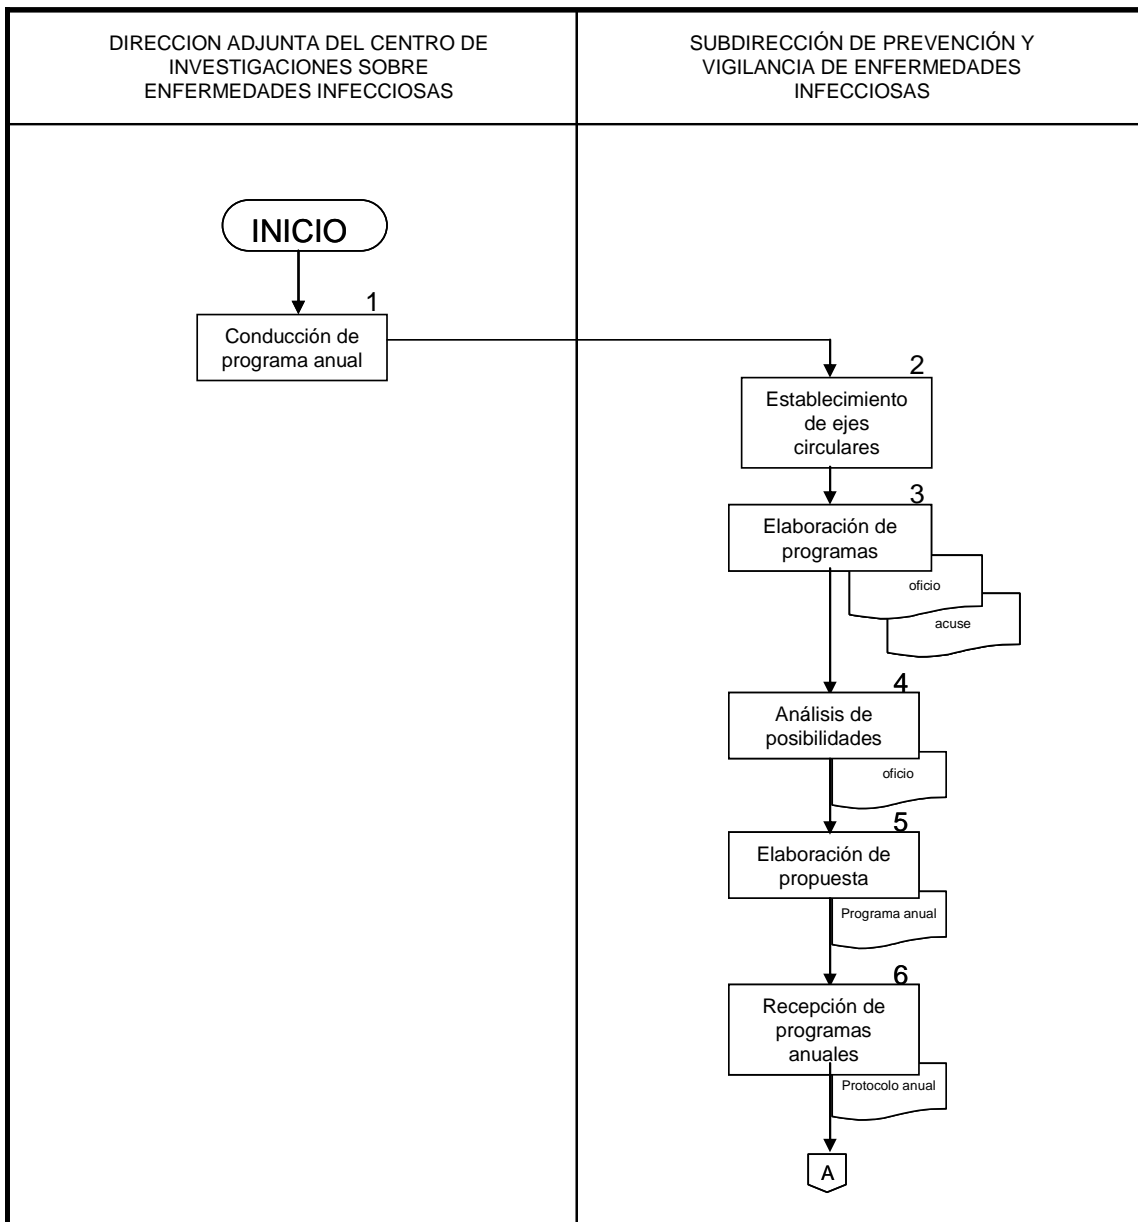 DIRECCION ADJUNTA DEL CENTRO DE
INVESTIGACIONES SOBRE
ENFERMEDADES INFECCIOSAS
SUBDIRECCIÓN DE PREVENCIÓN Y
VIGILANCIA DE ENFERMEDADES
INFECCIOSAS
INICIO
1
Conducción de
programa anual
2
Establecimiento
de ejes
circulares
3
Elaboración de
programas
oficio
acuse
4
Análisis de
posibilidades
oficio
5
Elaboración de
propuesta
Programa anual
6
Recepción de
programas
anuales
Protocolo anual
A